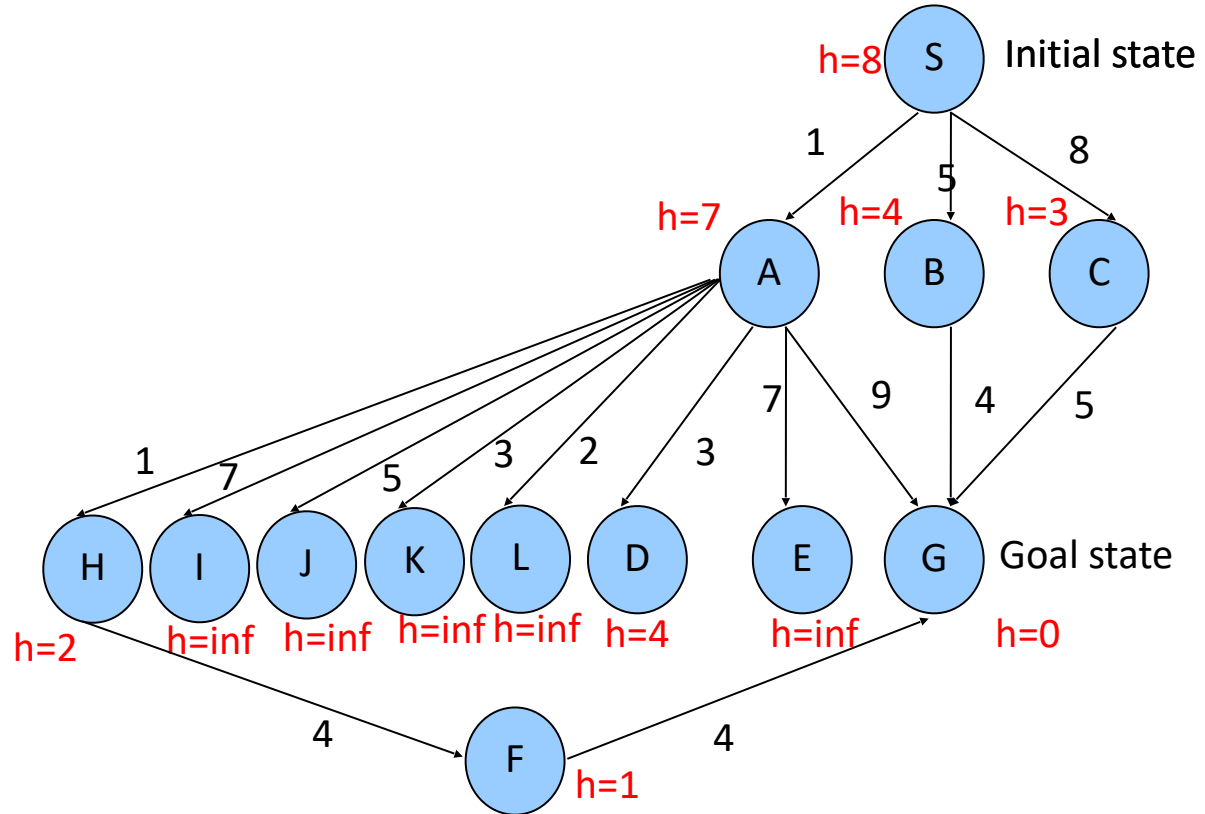 h=8
S
Initial state
1
5
8
h=7
h=4
h=3
A
B
C
1
7
5
3
2
3
7
9
4
5
H
I
J
K
L
D
E
G
Goal state
h=2
h=inf
h=inf
h=inf
h=inf
h=4
h=inf
h=0
4
4
F
h=1